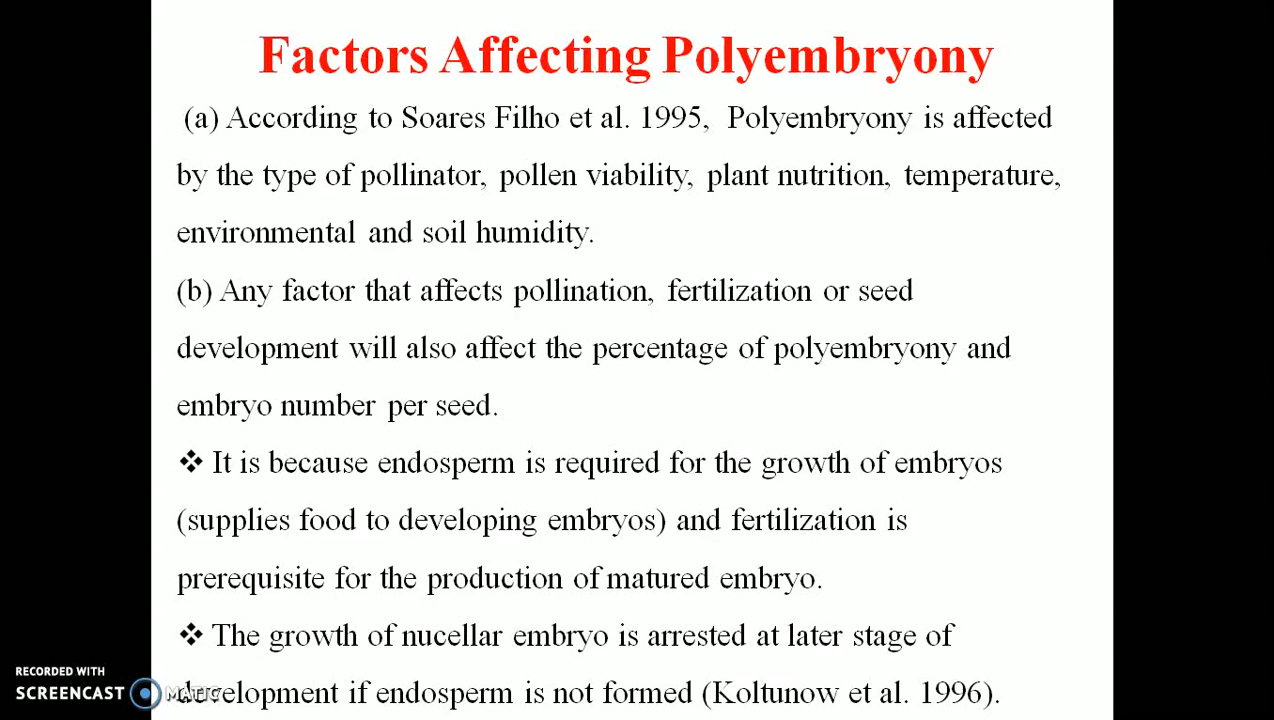 Factors Affecting Polyembryony
(a) According to Soares Filho et al. 1995, Polyembryony is affected
by the type of pollinator, pollen viability, plant nutrition, temperature,
environmental and soil humidity.
(b) Any factor that affects pollination, fertilization or seed
development will also affect the percentage of polyembryony and
embryo number per seed.
❖ It is because endosperm is required for the growth of embryos
(supplies food to developing embryos) and fertilization is
prerequisite for the production of matured embryo.
❖ The growth of nucellar embryo is arrested at later stage of
development if endosperm is not formed (Koltunow et al. 1996).
RECORDED WITH
SCREENCAST MATIC